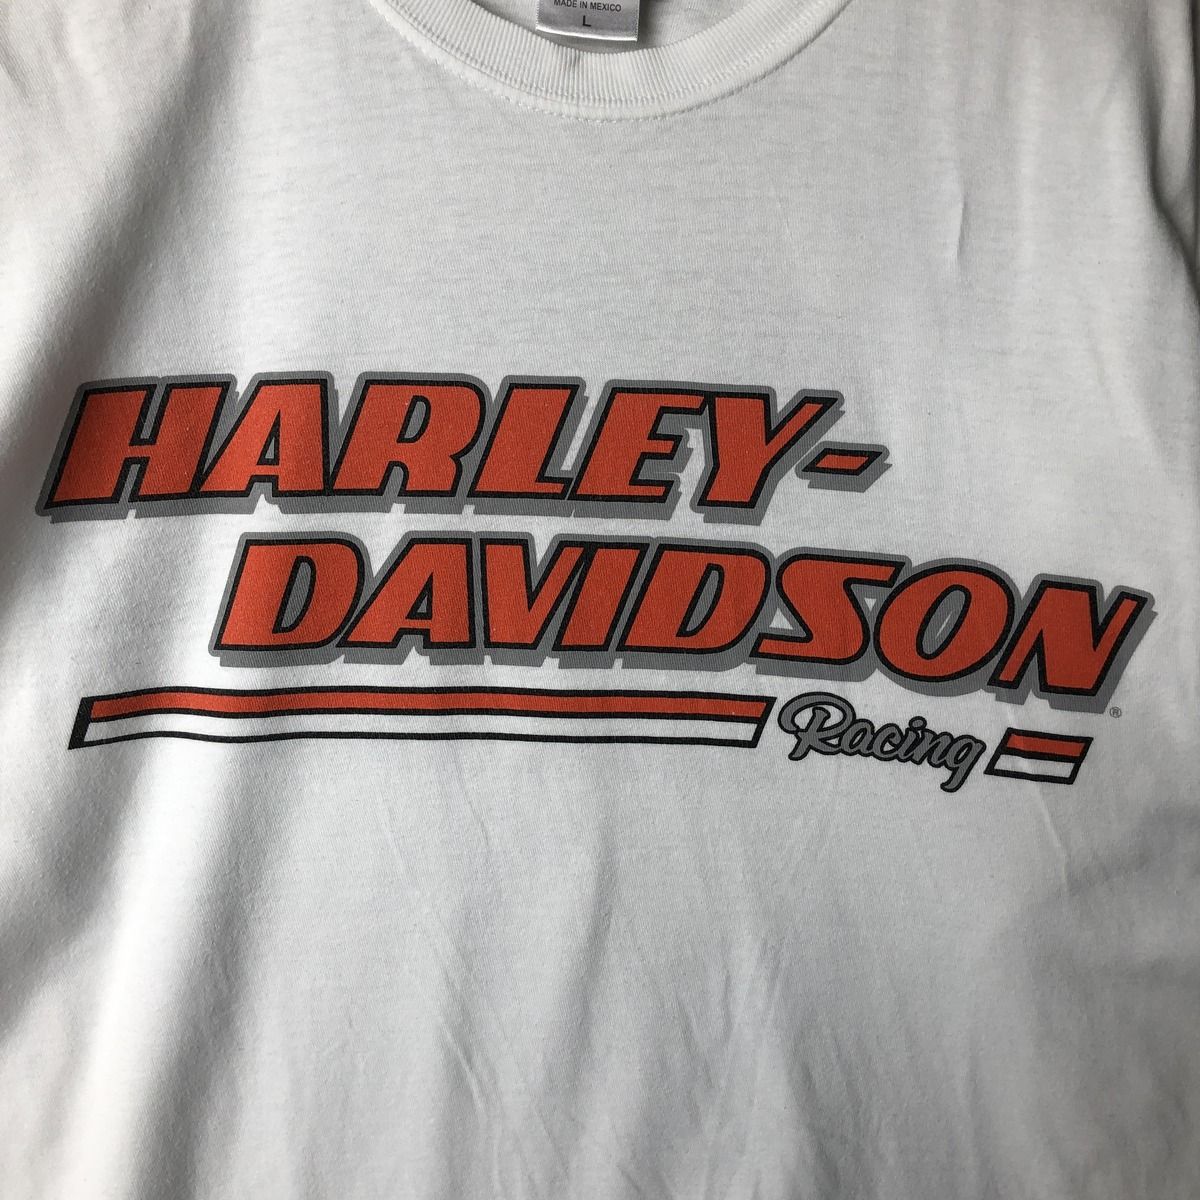 MADE IN MEXICO
L
HARLEY-
DAVIDSON
®
Racing